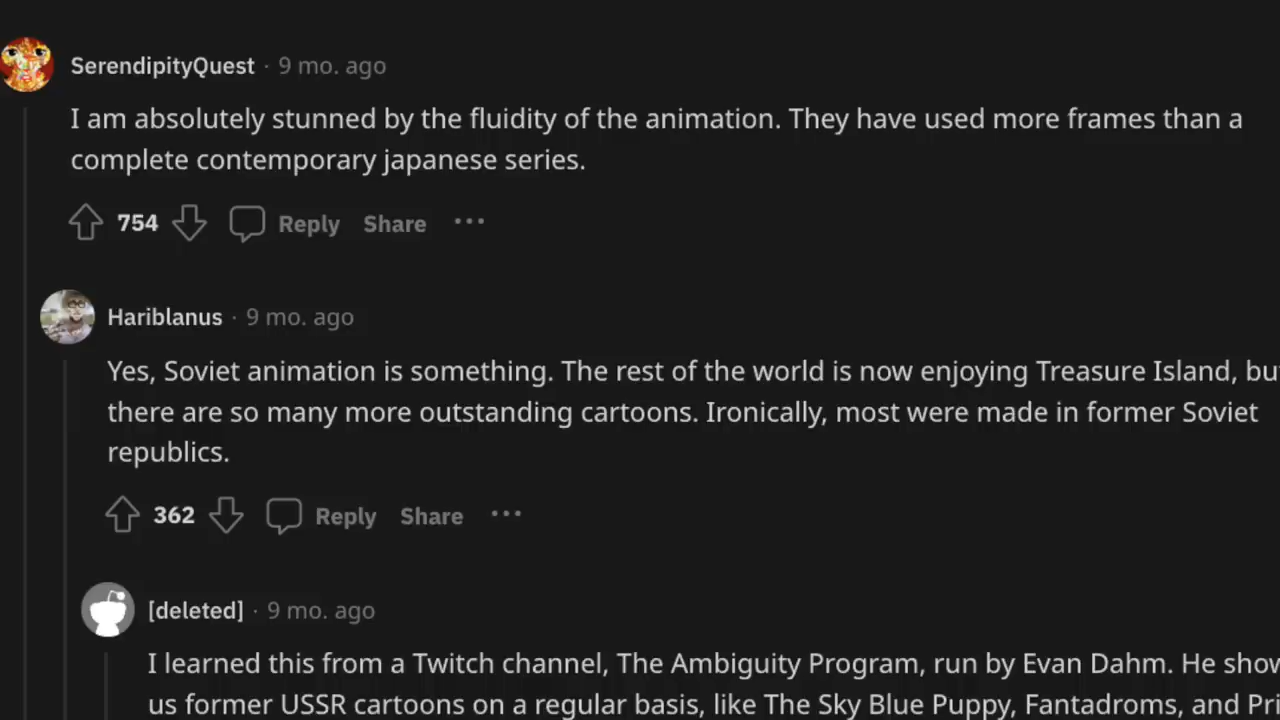 SerendipityQuest · 9 mo. ago
I am absolutely stunned by the fluidity of the animation. They have used more frames than a
complete contemporary japanese series.
754 Reply Share ···
Hariblanus · 9 mo. ago
Yes, Soviet animation is something. The rest of the world is now enjoying Treasure Island,
there are so many more outstanding cartoons. Ironically, most were made in former Soviet
republics.
362 Reply Share ···
[deleted] · 9 mo. ago
I learned this from a Twitch channel, The Ambiguity Program, run by Evan Dahm. He
us former USSR cartoons on a regular basis, like The Sky Blue Puppy, Fantadroms, and